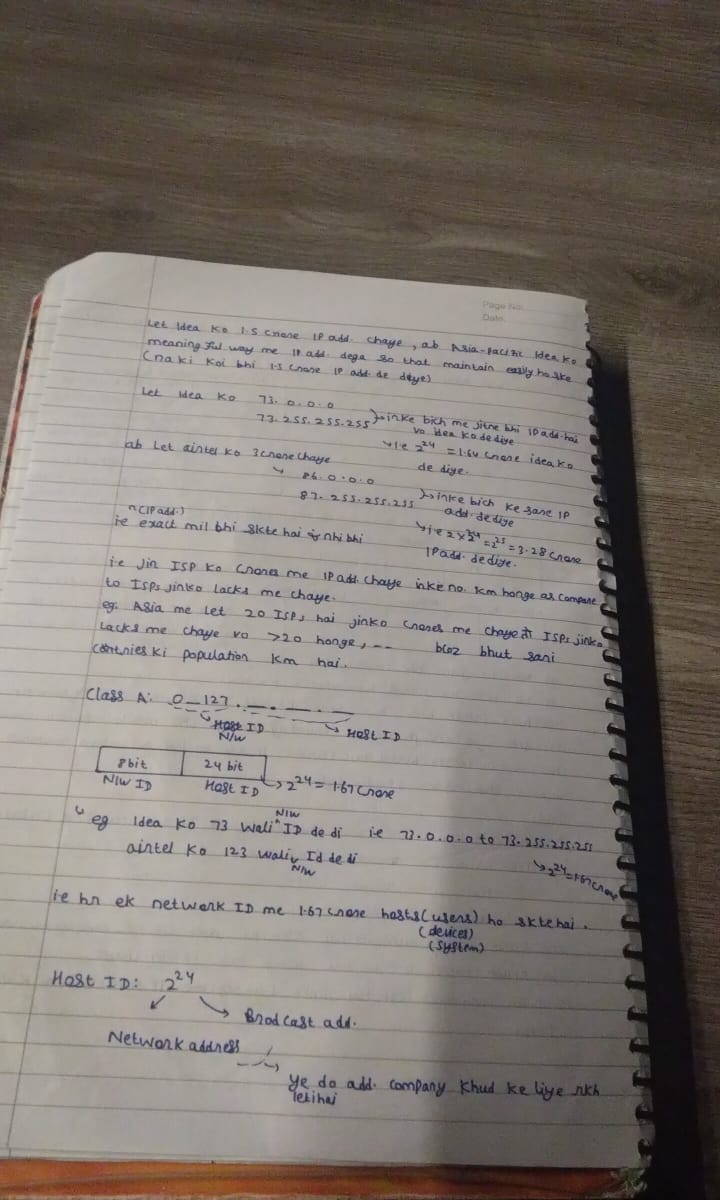 Page No:
Date:
Let Idea ko 1.5 Crore IP add. chaye, ab Asia-pacific Idea ko
meaning ful way me IP add. dega so that maintain easily ho ske
(na ki koi bhi 1.5 crore IP add. de diye)
Let Idea ko 73.0.0.0
73.255.255.255 } → inke bich me jitne bhi IP add. hai
vo Idea ko de diye
→ ie 2^24 = 1.64 Crore idea ko
de diye.
ab Let airtel ko 3 crore chaye
↳ 86.0.0.0
87.255.255.255 } → inke bich ke sare IP
add. de diye
→ ie 2 x 2^24 = 2^25 = 3.28 Crore
IP add. de diye.
^ (IP add.)
ie exact mil bhi skte hai nhi bhi
ie Jin ISP ko Crores me IP add. chaye inke no. km honge as compare
to ISPs jinko lacks me chaye.
eg. Asia me let 20 ISPs hai jinko crores me chaye to ISPs jinko
Lacks me chaye vo >20 honge, -- bcoz bhut sari
contries ki population km hai.
Class A: 0_127 . _ . _ . _
Host ID
N/W
→ Host ID
8 bit | 24 bit
N/W ID Host ID → 2^24 = 1.67 Crore
↳ eg Idea ko 73 wali ^ N/W ID de di ie 73.0.0.0 to 73.255.255.255
→ 2^24 = 1.67 crore
airtel ko 123 wali N/W Id de di
ie hr ek network ID me 1.67 crore hosts (users) ho skte hai.
(devices)
(System)
Host ID: 2^24
→ Brod cast add.
Network address
→ Ye do add. company khud ke liye rkh
leti hai